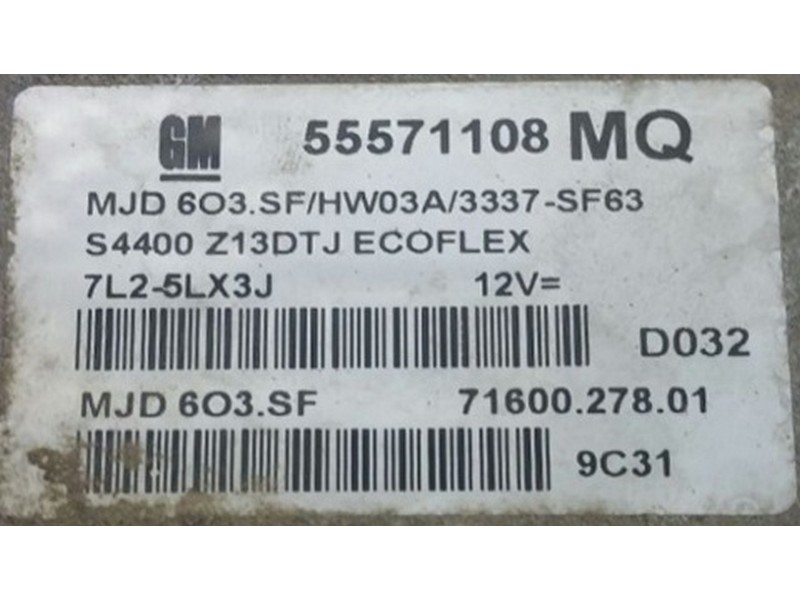 GM 55571108 MQ
MJD 6O3.SF/HW03A/3337-SF63
S4400 Z13DTJ ECOFLEX
7L2-5LX3J 12V=
D032
MJD 6O3.SF 71600.278.01
9C31